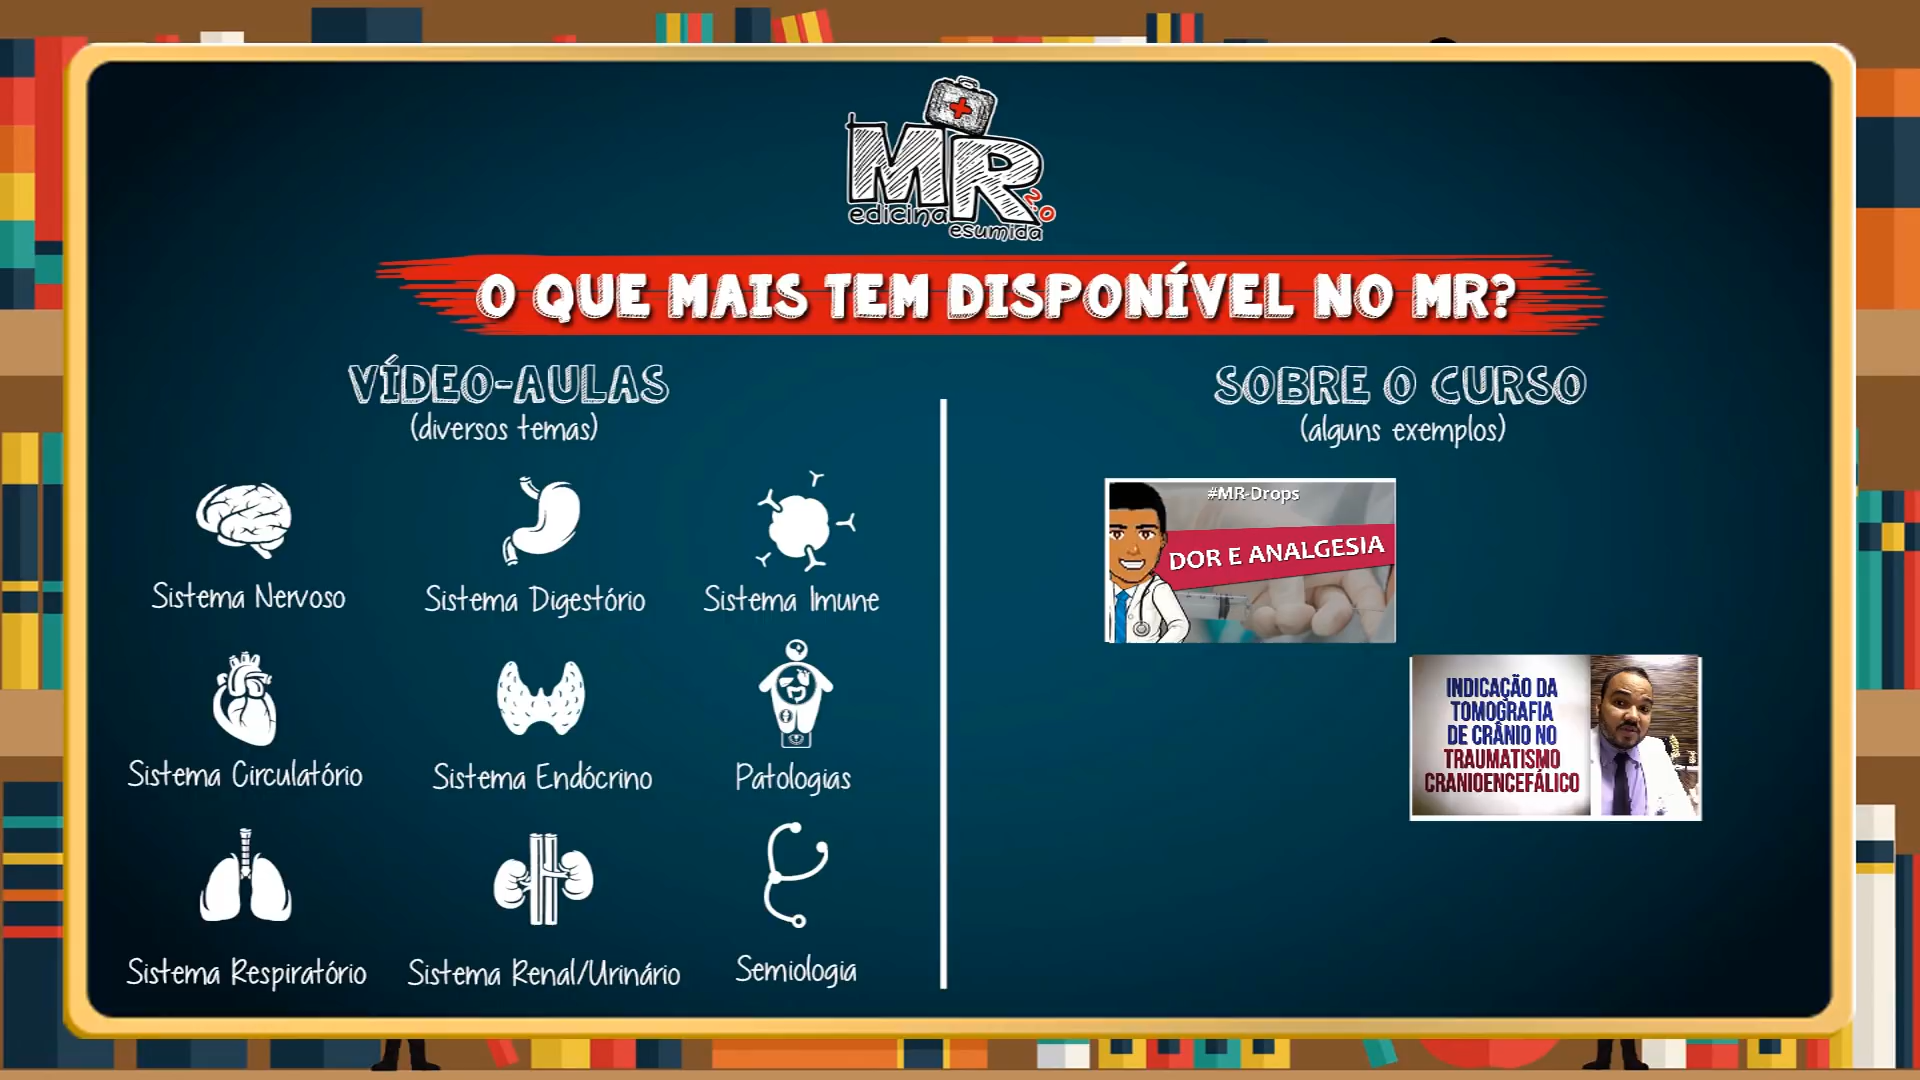 MR 2.0
edicina
esumida
O QUE MAIS TEM DISPONÍVEL NO MR?
VÍDEO-AULAS
(diversos temas)
Sistema Nervoso
Sistema Digestório
Sistema Imune
Sistema Circulatório
Sistema Endócrino
Patologias
Sistema Respiratório
Sistema Renal/Urinário
Semiologia
SOBRE O CURSO
(alguns exemplos)
#MR-Drops
DOR E ANALGESIA
INDICAÇÃO DA
TOMOGRAFIA
DE CRÂNIO NO
TRAUMATISMO
CRANIOENCEFÁLICO